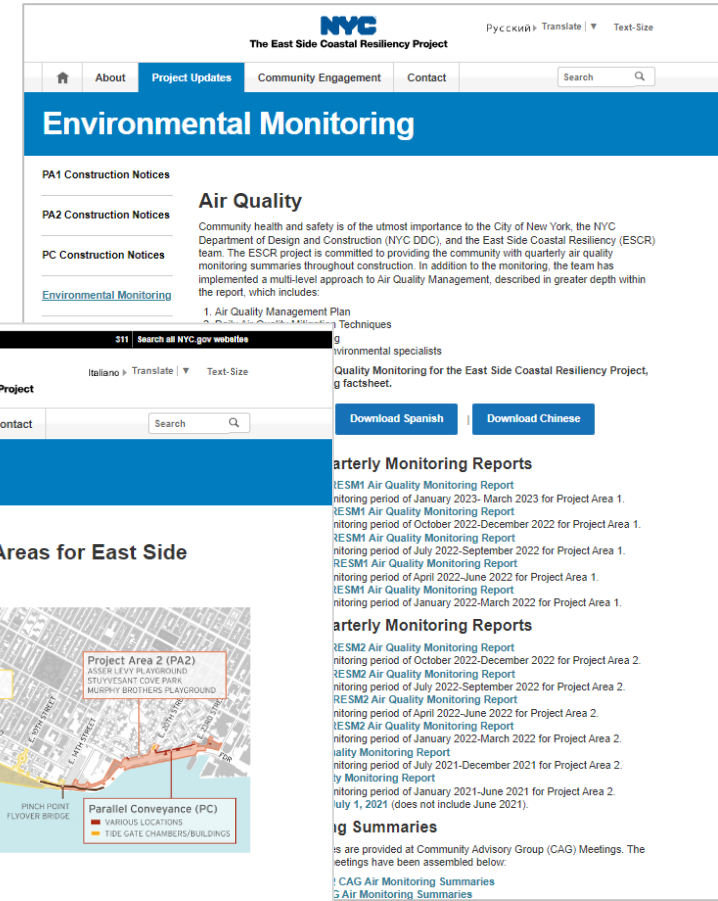 NYC
The East Side Coastal Resiliency Project
Русский Translate | ▼ Text-Size
About Project Updates Community Engagement Contact Search
Environmental Monitoring
PA1 Construction Notices
PA2 Construction Notices
PC Construction Notices
Environmental Monitoring
Air Quality
Community health and safety is of the utmost importance to the City of New York, the NYC
Department of Design and Construction (NYC DDC), and the East Side Coastal Resiliency (ESCR)
team. The ESCR project is committed to providing the community with quarterly air quality
monitoring summaries throughout construction. In addition to the monitoring, the team has
implemented a multi-level approach to Air Quality Management, described in greater depth within
the report, which includes:
1. Air Quality Management Plan
Techniques
environmental specialists
Quality Monitoring for the East Side Coastal Resiliency Project,
factsheet.
Download Spanish | Download Chinese
Quarterly Monitoring Reports
RESM1 Air Quality Monitoring Report
nitoring period of January 2023- March 2023 for Project Area 1.
RESM1 Air Quality Monitoring Report
nitoring period of October 2022-December 2022 for Project Area 1.
RESM1 Air Quality Monitoring Report
nitoring period of July 2022-September 2022 for Project Area 1.
RESM1 Air Quality Monitoring Report
nitoring period of April 2022-June 2022 for Project Area 1.
RESM1 Air Quality Monitoring Report
nitoring period of January 2022-March 2022 for Project Area 1.
arterly Monitoring Reports
RESM2 Air Quality Monitoring Report
nitoring period of October 2022-December 2022 for Project Area 2.
RESM2 Air Quality Monitoring Report
nitoring period of July 2022-September 2022 for Project Area 2.
RESM2 Air Quality Monitoring Report
nitoring period of April 2022-June 2022 for Project Area 2.
RESM2 Air Quality Monitoring Report
nitoring period of January 2022-March 2022 for Project Area 2.
ality Monitoring Report
nitoring period of July 2021-December 2021 for Project Area 2.
ty Monitoring Report
nitoring period of January 2021-June 2021 for Project Area 2.
July 1, 2021 (does not include June 2021).
g Summaries
es are provided at Community Advisory Group (CAG) Meetings. The
eetings have been assembled below:
CAG Air Monitoring Summaries
G Air Monitoring Summaries
311 Search all NYC.gov websites
Italiano Translate | ▼ Text-Size
Project
ontact Search
Areas for East Side
Project Area 2 (PA2)
ASSER LEVY PLAYGROUND
STUYVESANT COVE PARK
MURPHY BROTHERS PLAYGROUND
E. 10TH STREET
E. 14TH STREET
E. 20TH STREET
E. 23RD STREET
FDR
PINCH POINT
FLYOVER BRIDGE
Parallel Conveyance (PC)
VARIOUS LOCATIONS
TIDE GATE CHAMBERS/BUILDINGS